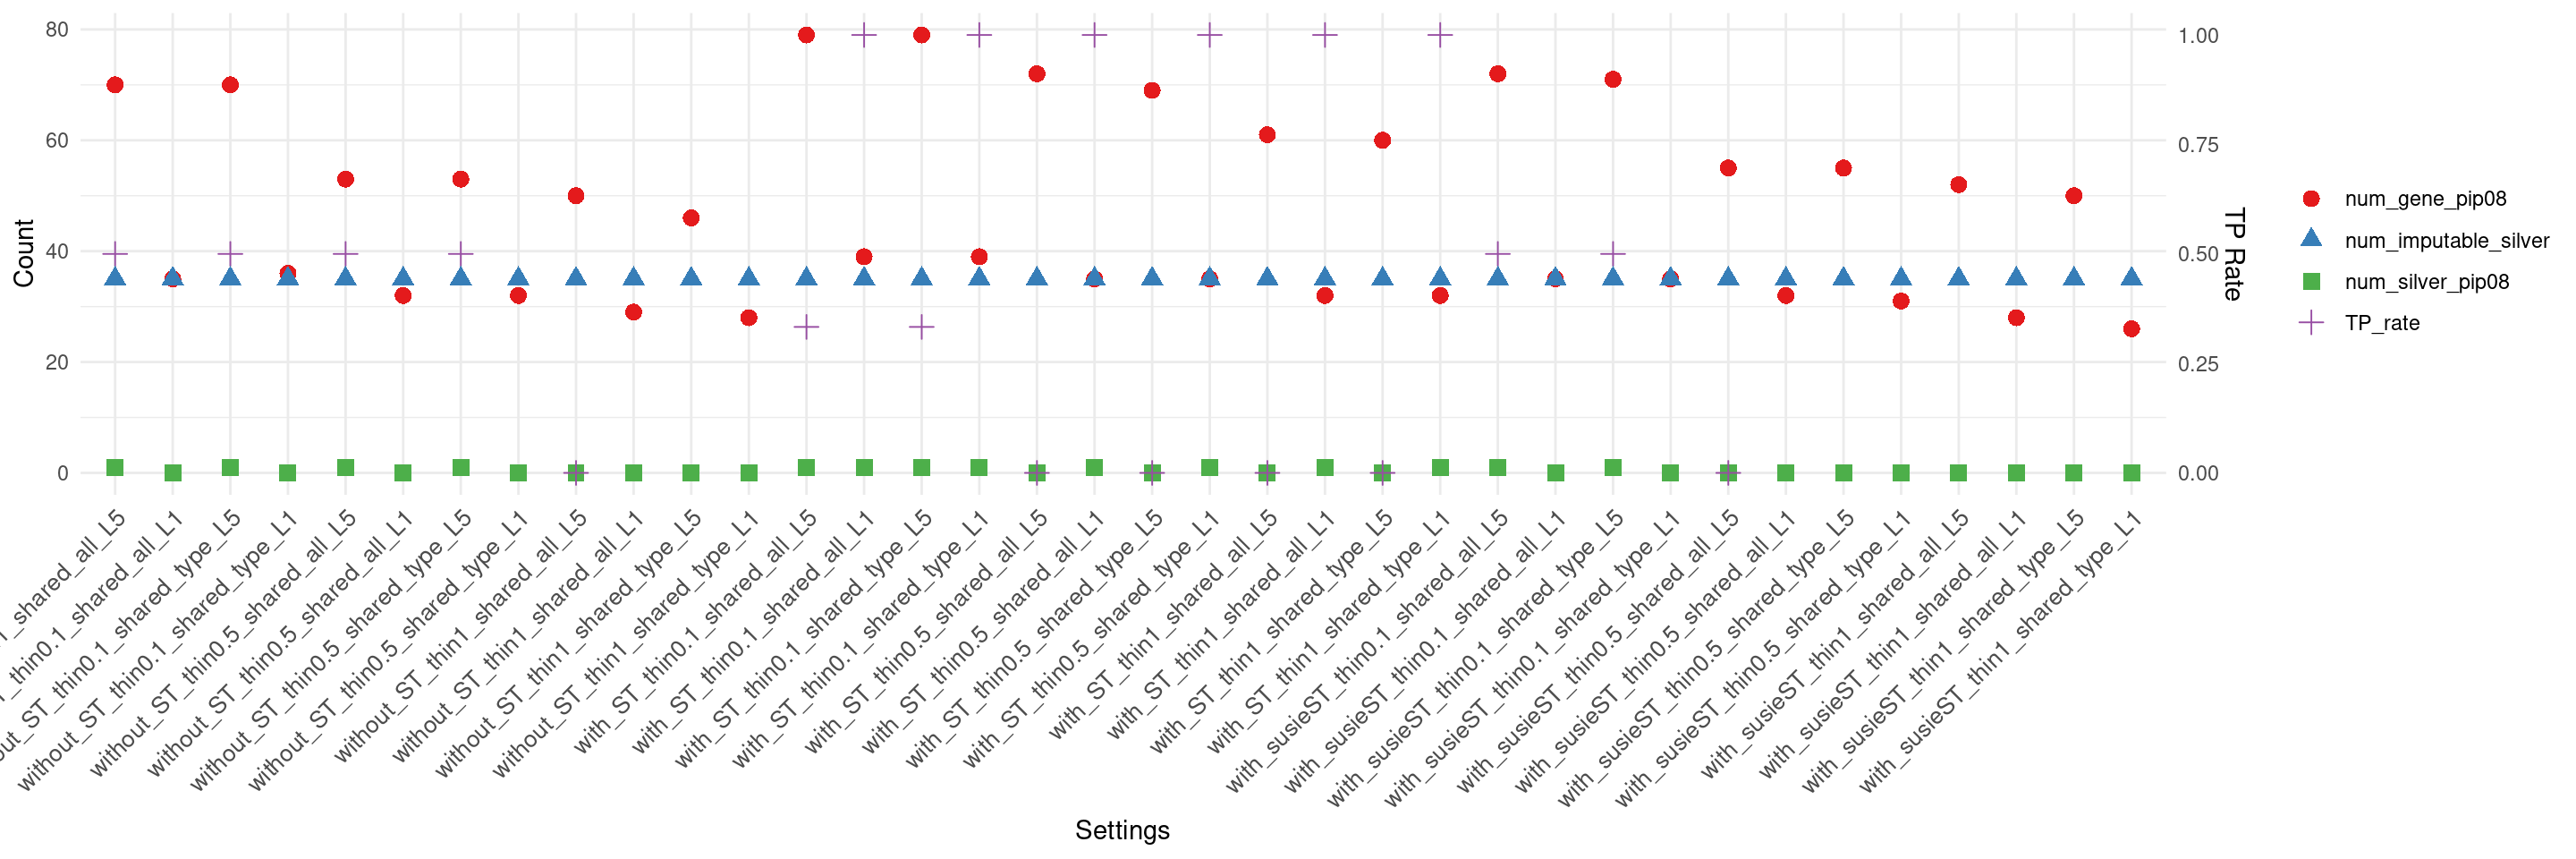 80
60
40
20
0
Count
1.00
0.75
0.50
0.25
0.00
TP Rate
num_gene_pip08
num_imputable_silver
num_silver_pip08
TP_rate
1_shared_all_L5
_thin0.1_shared_all_L1
_ST_thin0.1_shared_type_L5
without_ST_thin0.1_shared_type_L1
without_ST_thin0.5_shared_all_L5
without_ST_thin0.5_shared_all_L1
without_ST_thin0.5_shared_type_L5
without_ST_thin0.5_shared_type_L1
without_ST_thin1_shared_all_L5
without_ST_thin1_shared_all_L1
without_ST_thin1_shared_type_L5
without_ST_thin1_shared_type_L1
with_ST_thin0.1_shared_all_L5
with_ST_thin0.1_shared_all_L1
with_ST_thin0.1_shared_type_L5
with_ST_thin0.1_shared_type_L1
with_ST_thin0.5_shared_all_L5
with_ST_thin0.5_shared_all_L1
with_ST_thin0.5_shared_type_L5
with_ST_thin0.5_shared_type_L1
with_ST_thin1_shared_all_L5
with_ST_thin1_shared_all_L1
with_ST_thin1_shared_type_L5
with_ST_thin1_shared_type_L1
with_susieST_thin0.1_shared_all_L5
with_susieST_thin0.1_shared_all_L1
with_susieST_thin0.1_shared_type_L5
with_susieST_thin0.1_shared_type_L1
with_susieST_thin0.5_shared_all_L5
with_susieST_thin0.5_shared_all_L1
with_susieST_thin0.5_shared_type_L5
with_susieST_thin0.5_shared_type_L1
with_susieST_thin1_shared_all_L5
with_susieST_thin1_shared_all_L1
with_susieST_thin1_shared_type_L5
with_susieST_thin1_shared_type_L1
Settings